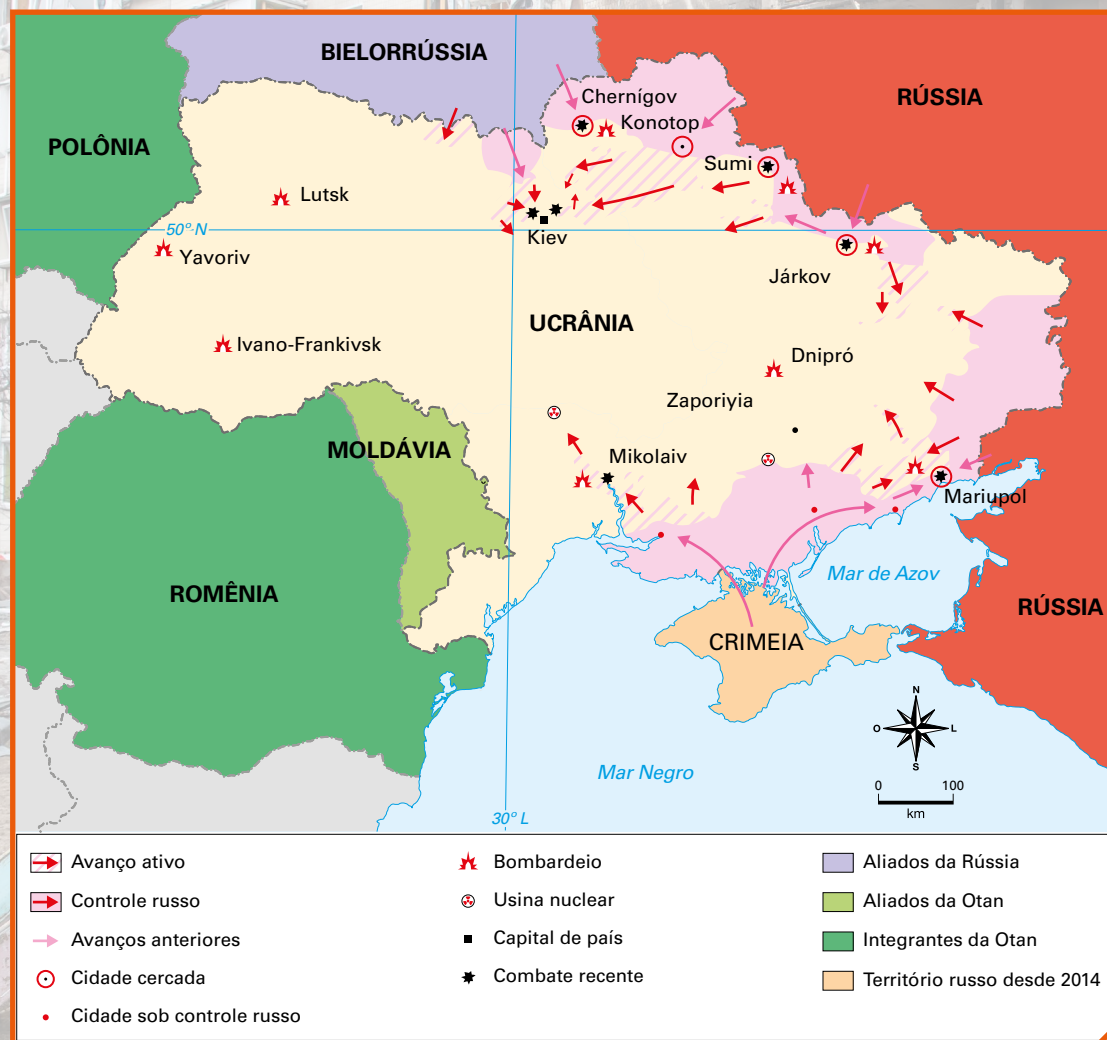 BIELORRÚSSIA
RÚSSIA
POLÔNIA
Chernígov
Konotop
Sumi
Lutsk
50° N
Kiev
Yavoriv
Járkov
UCRÂNIA
Ivano-Frankivsk
Dnipró
Zaporiyia
MOLDÁVIA
Mikolaiv
Mariupol
ROMÊNIA
Mar de Azov
RÚSSIA
CRIMEIA
N
O
L
S
Mar Negro
0 100
km
30° L
Avanço ativo
Controle russo
Avanços anteriores
Cidade cercada
Cidade sob controle russo
Bombardeio
Usina nuclear
Capital de país
Combate recente
Aliados da Rússia
Aliados da Otan
Integrantes da Otan
Território russo desde 2014